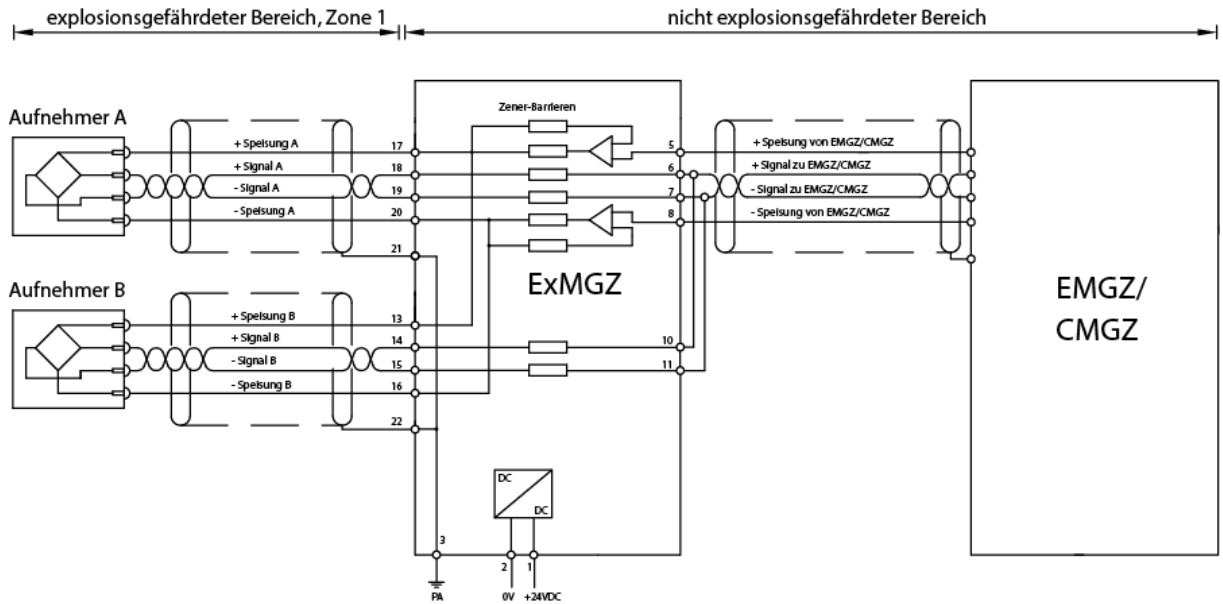 explosionsgefährdeter Bereich, Zone 1
nicht explosionsgefährdeter Bereich
Aufnehmer A
+ Speisung A
17
+ Signal A
18
- Signal A
19
- Speisung A
20
21
Aufnehmer B
+ Speisung B
13
+ Signal B
14
- Signal B
15
- Speisung B
16
22
Zener-Barrieren
5
6
7
8
ExMGZ
10
11
DC
DC
3
2
1
PA
0V
+24VDC
+ Speisung von EMGZ/CMGZ
+ Signal zu EMGZ/CMGZ
- Signal zu EMGZ/CMGZ
- Speisung von EMGZ/CMGZ
EMGZ/
CMGZ